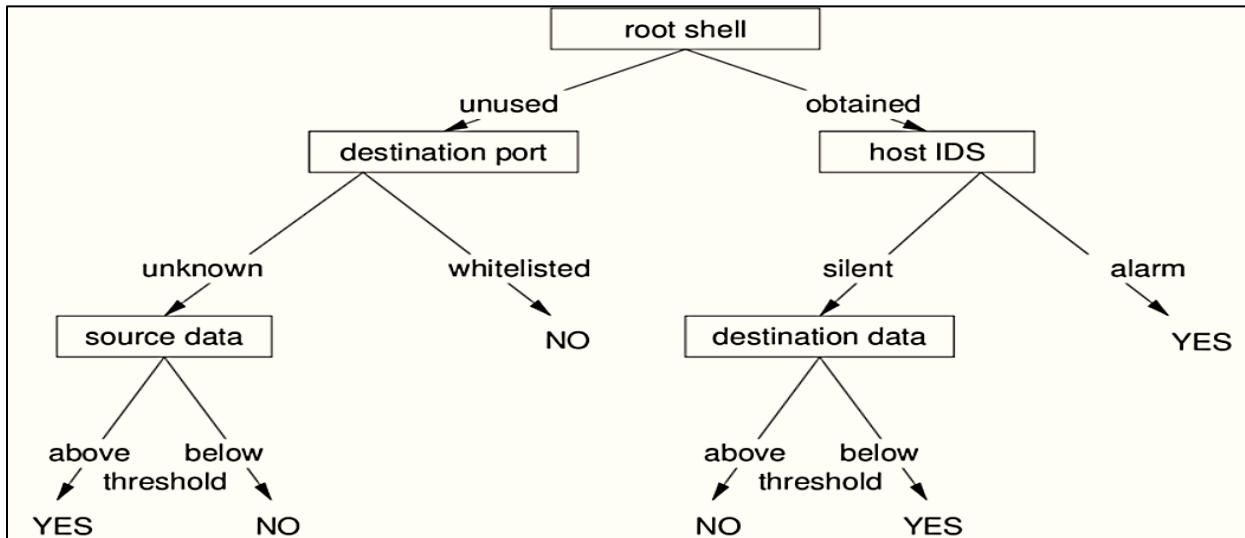 root shell
unused obtained
destination port host IDS
unknown whitelisted silent alarm
source data NO destination data YES
above below above below
threshold threshold
YES NO NO YES